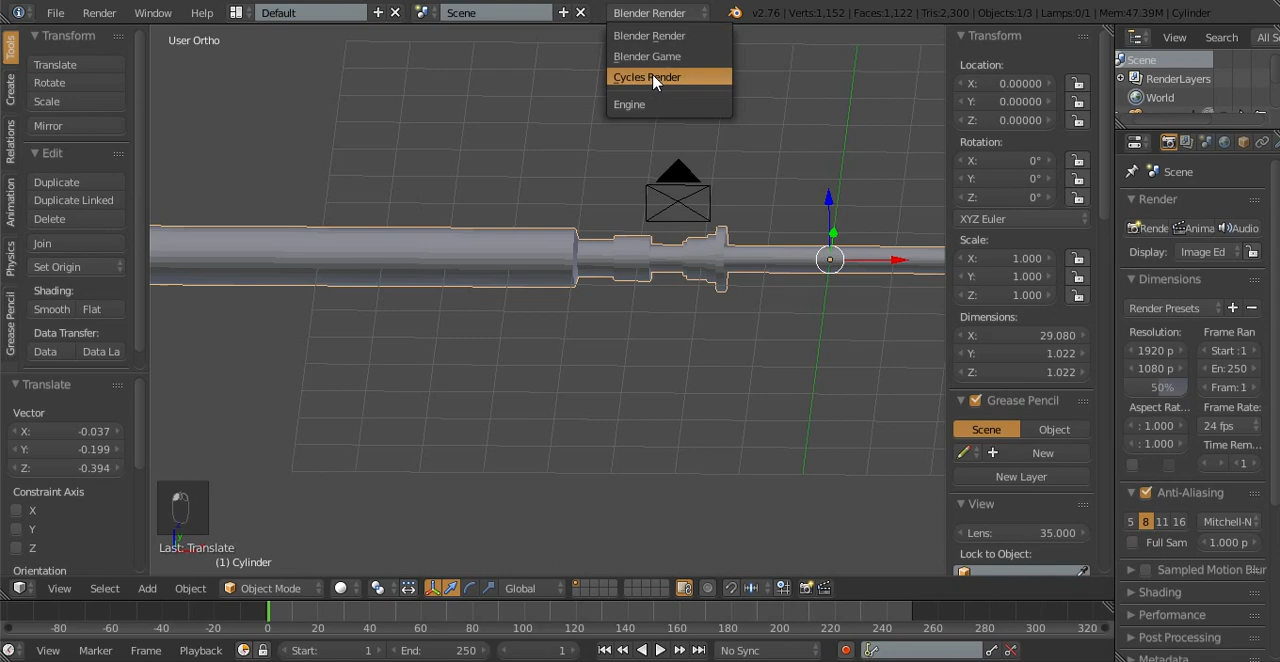 File Render Window Help Default Scene Blender Render v2.76 | Verts:1,152 | Faces:1,122 | Tris:2,300 | Objects:1/3 | Lamps:0/1 | Mem:47.39M | Cylinder
Blender Render
Blender Game
Cycles Render
Engine
Tools
Create
Relations
Animation
Physics
Grease Pencil
Transform
Translate
Rotate
Scale
Mirror
Edit
Duplicate
Duplicate Linked
Delete
Join
Set Origin
Shading:
Smooth Flat
Data Transfer:
Data Data La
Translate
Vector
X: -0.037
Y: -0.199
Z: -0.394
Constraint Axis
X
Y
Z
Orientation
User Ortho
Last: Translate
(1) Cylinder
Transform
Location:
X: 0.00000
Y: 0.00000
Z: 0.00000
Rotation:
X: 0°
Y: 0°
Z: 0°
XYZ Euler
Scale:
X: 1.000
Y: 1.000
Z: 1.000
Dimensions:
X: 29.080
Y: 1.022
Z: 1.022
Grease Pencil
Scene Object
New
New Layer
View
Lens: 35.000
Lock to Object:
View Search All S
Scene
RenderLayers
World
Scene
Render
Rende Anima Audio
Display: Image Ed
Dimensions
Render Presets
Resolution: Frame Ran
1920 p Start :1
1080 p En: 250
50% Fram: 1
Aspect Rat... Frame Rate:
: 1.000 24 fps
: 1.000 Time Rem...
1
Anti-Aliasing
5 8 11 16 Mitchell-N
Full Sam 1.000 p
Sampled Motion Blur
Shading
Performance
Post Processing
Metadata
View Select Add Object Object Mode Global
-80 -60 -40 -20 0 20 40 60 80 100 120 140 160 180 200 220 240 260 280 300 320
View Marker Frame Playback Start: 1 End: 250 1 No Sync